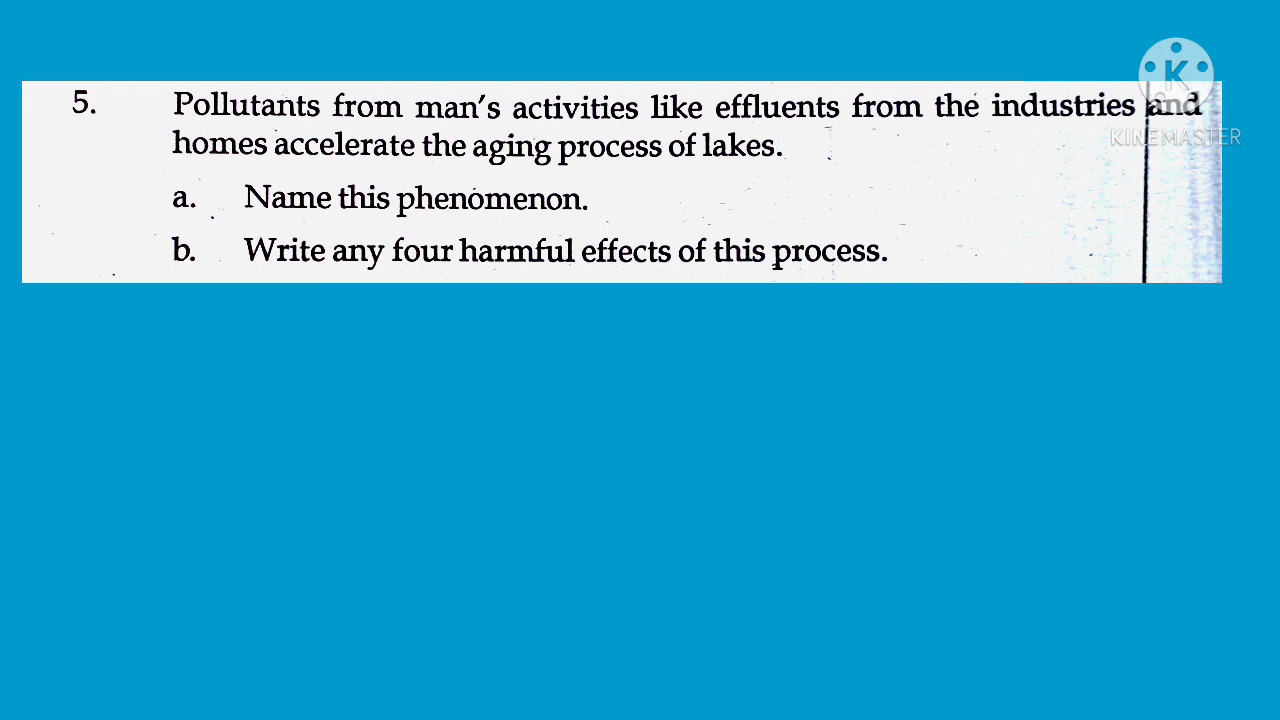 5. Pollutants from man's activities like effluents from the industries and
homes accelerate the aging process of lakes.
a. Name this phenomenon.
b. Write any four harmful effects of this process.
K
KINEMASTER